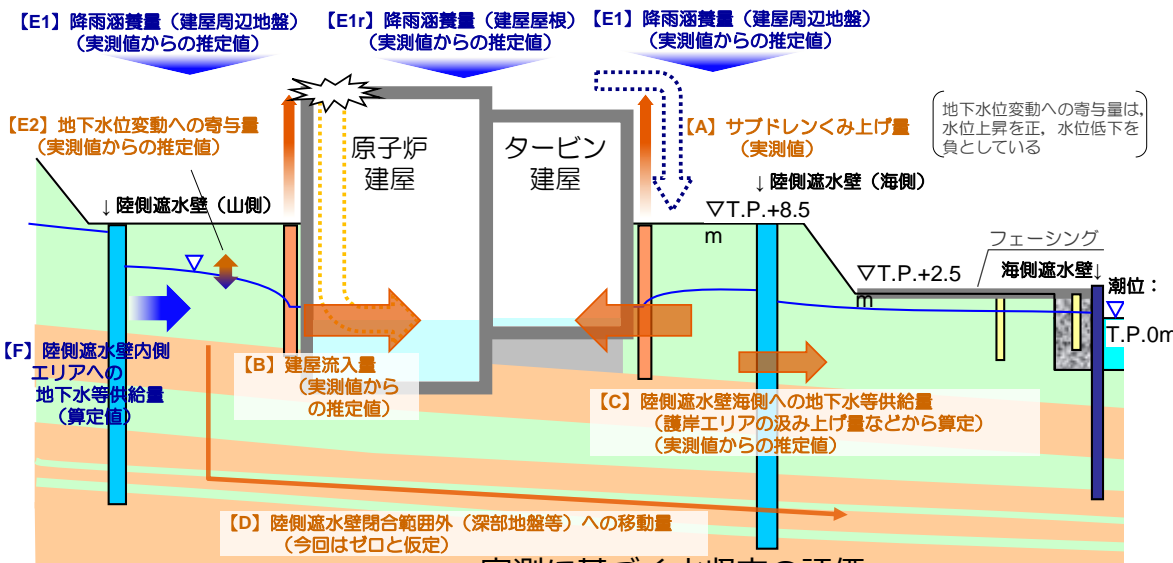 【E1】降雨涵養量（建屋周辺地盤）
（実測値からの推定値）
【E1r】降雨涵養量（建屋屋根）
（実測値からの推定値）
【E1】降雨涵養量（建屋周辺地盤）
（実測値からの推定値）
【E2】地下水位変動への寄与量
（実測値からの推定値）
原子炉
建屋
タービン
建屋
【A】サブドレンくみ上げ量
（実測値）
地下水位変動への寄与量は,
水位上昇を正，水位低下を
負としている
↓陸側遮水壁（山側）
↓陸側遮水壁（海側）
▽T.P.+8.5
m
フェーシング
▽T.P.+2.5
m
海側遮水壁↓
潮位：
▽
T.P.0m
【F】陸側遮水壁内側
エリアへの
地下水等供給量
（算定値）
【B】建屋流入量
（実測値から
の推定値）
【C】陸側遮水壁海側への地下水等供給量
（護岸エリアの汲み上げ量などから算定）
（実測値からの推定値）
【D】陸側遮水壁閉合範囲外（深部地盤等）への移動量
（今回はゼロと仮定）